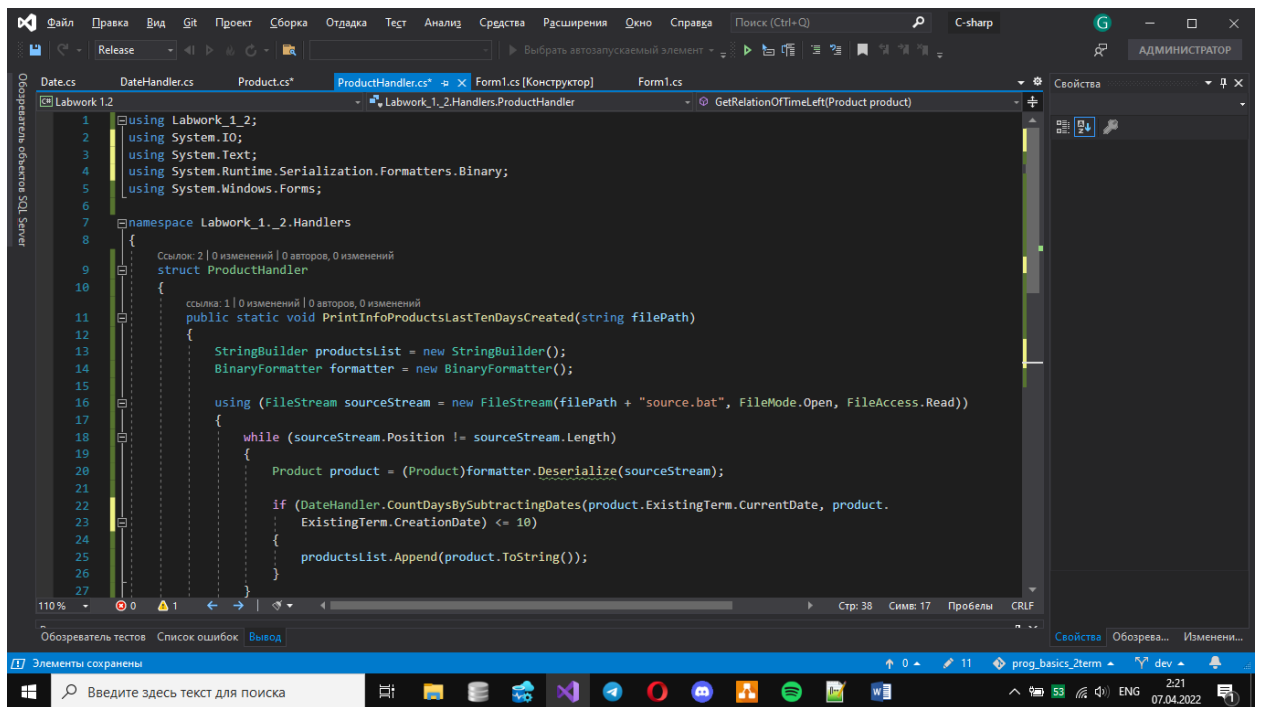 Файл Правка Вид Git Проект Сборка Отладка Тест Анализ Средства Расширения Окно Справка Поиск (Ctrl+Q) C-sharp G
Release Выбрать автозапускаемый элемент АДМИНИСТРАТОР
Обозреватель объектов SQL Server
Date.cs DateHandler.cs Product.cs* ProductHandler.cs* Form1.cs [Конструктор] Form1.cs Свойства
C# Labwork 1.2 Labwork_1._2.Handlers.ProductHandler GetRelationOfTimeLeft(Product product)
1 using Labwork_1_2;
2 using System.IO;
3 using System.Text;
4 using System.Runtime.Serialization.Formatters.Binary;
5 using System.Windows.Forms;
6
7 namespace Labwork_1._2.Handlers
8 {
Ссылок: 2 | 0 изменений | 0 авторов, 0 изменений
9 struct ProductHandler
10 {
ссылка: 1 | 0 изменений | 0 авторов, 0 изменений
11 public static void PrintInfoProductsLastTenDaysCreated(string filePath)
12 {
13 StringBuilder productsList = new StringBuilder();
14 BinaryFormatter formatter = new BinaryFormatter();
15
16 using (FileStream sourceStream = new FileStream(filePath + "source.bat", FileMode.Open, FileAccess.Read))
17 {
18 while (sourceStream.Position != sourceStream.Length)
19 {
20 Product product = (Product)formatter.Deserialize(sourceStream);
21
22 if (DateHandler.CountDaysBySubtractingDates(product.ExistingTerm.CurrentDate, product.
23 ExistingTerm.CreationDate) <= 10)
24 {
25 productsList.Append(product.ToString());
26 }
27 }
110 % 0 1 Стр: 38 Симв: 17 Пробелы CRLF
Обозреватель тестов Список ошибок Вывод Свойства Обозрева... Изменени...
Элементы сохранены 0 11 prog_basics_2term dev
Введите здесь текст для поиска 53 ENG 2:21
07.04.2022 1